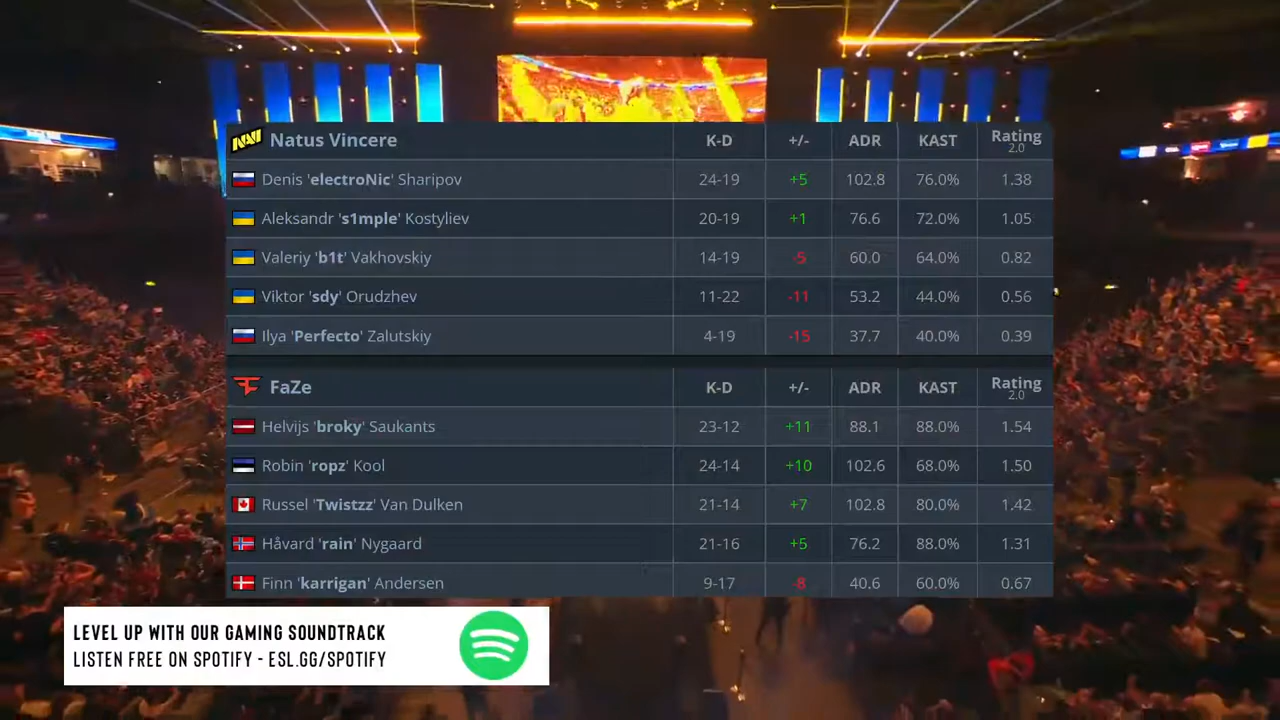 Natus Vincere K-D +/- ADR KAST Rating 2.0
Denis 'electroNic' Sharipov 24-19 +5 102.8 76.0% 1.38
Aleksandr 's1mple' Kostyliev 20-19 +1 76.6 72.0% 1.05
Valeriy 'b1t' Vakhovskiy 14-19 -5 60.0 64.0% 0.82
Viktor 'sdy' Orudzhev 11-22 -11 53.2 44.0% 0.56
Ilya 'Perfecto' Zalutskiy 4-19 -15 37.7 40.0% 0.39
FaZe K-D +/- ADR KAST Rating 2.0
Helvijs 'broky' Saukants 23-12 +11 88.1 88.0% 1.54
Robin 'ropz' Kool 24-14 +10 102.6 68.0% 1.50
Russel 'Twistzz' Van Dulken 21-14 +7 102.8 80.0% 1.42
Håvard 'rain' Nygaard 21-16 +5 76.2 88.0% 1.31
Finn 'karrigan' Andersen 9-17 -8 40.6 60.0% 0.67
LEVEL UP WITH OUR GAMING SOUNDTRACK
LISTEN FREE ON SPOTIFY - ESL.GG/SPOTIFY